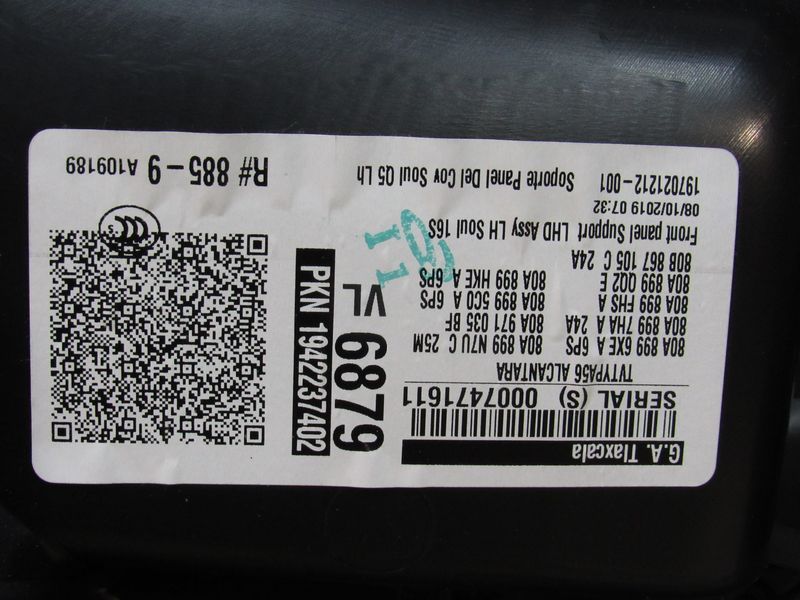 G.A. Tlaxcala
SERIAL (S) 0007471611
TVTYPA56 ALCANTARA
80A 899 6XE A 6PS 80A 899 N7U C 25M
80A 899 7HA A 24A 80A 971 035 BF
80A 899 FHS A 80A 899 5C0 A 6PS
80A 899 0Q2 E 80A 899 HKE A 6PS
80B 867 105 C 24A
Front panel Support LHD Assy LH Soul 16S
08/10/2019 07:32
197021212-001 Soporte Panel Del Cov Soul Q5 Lh
VL 6879
PKN 1942237402
R# 885-9 A109189
CCC
S